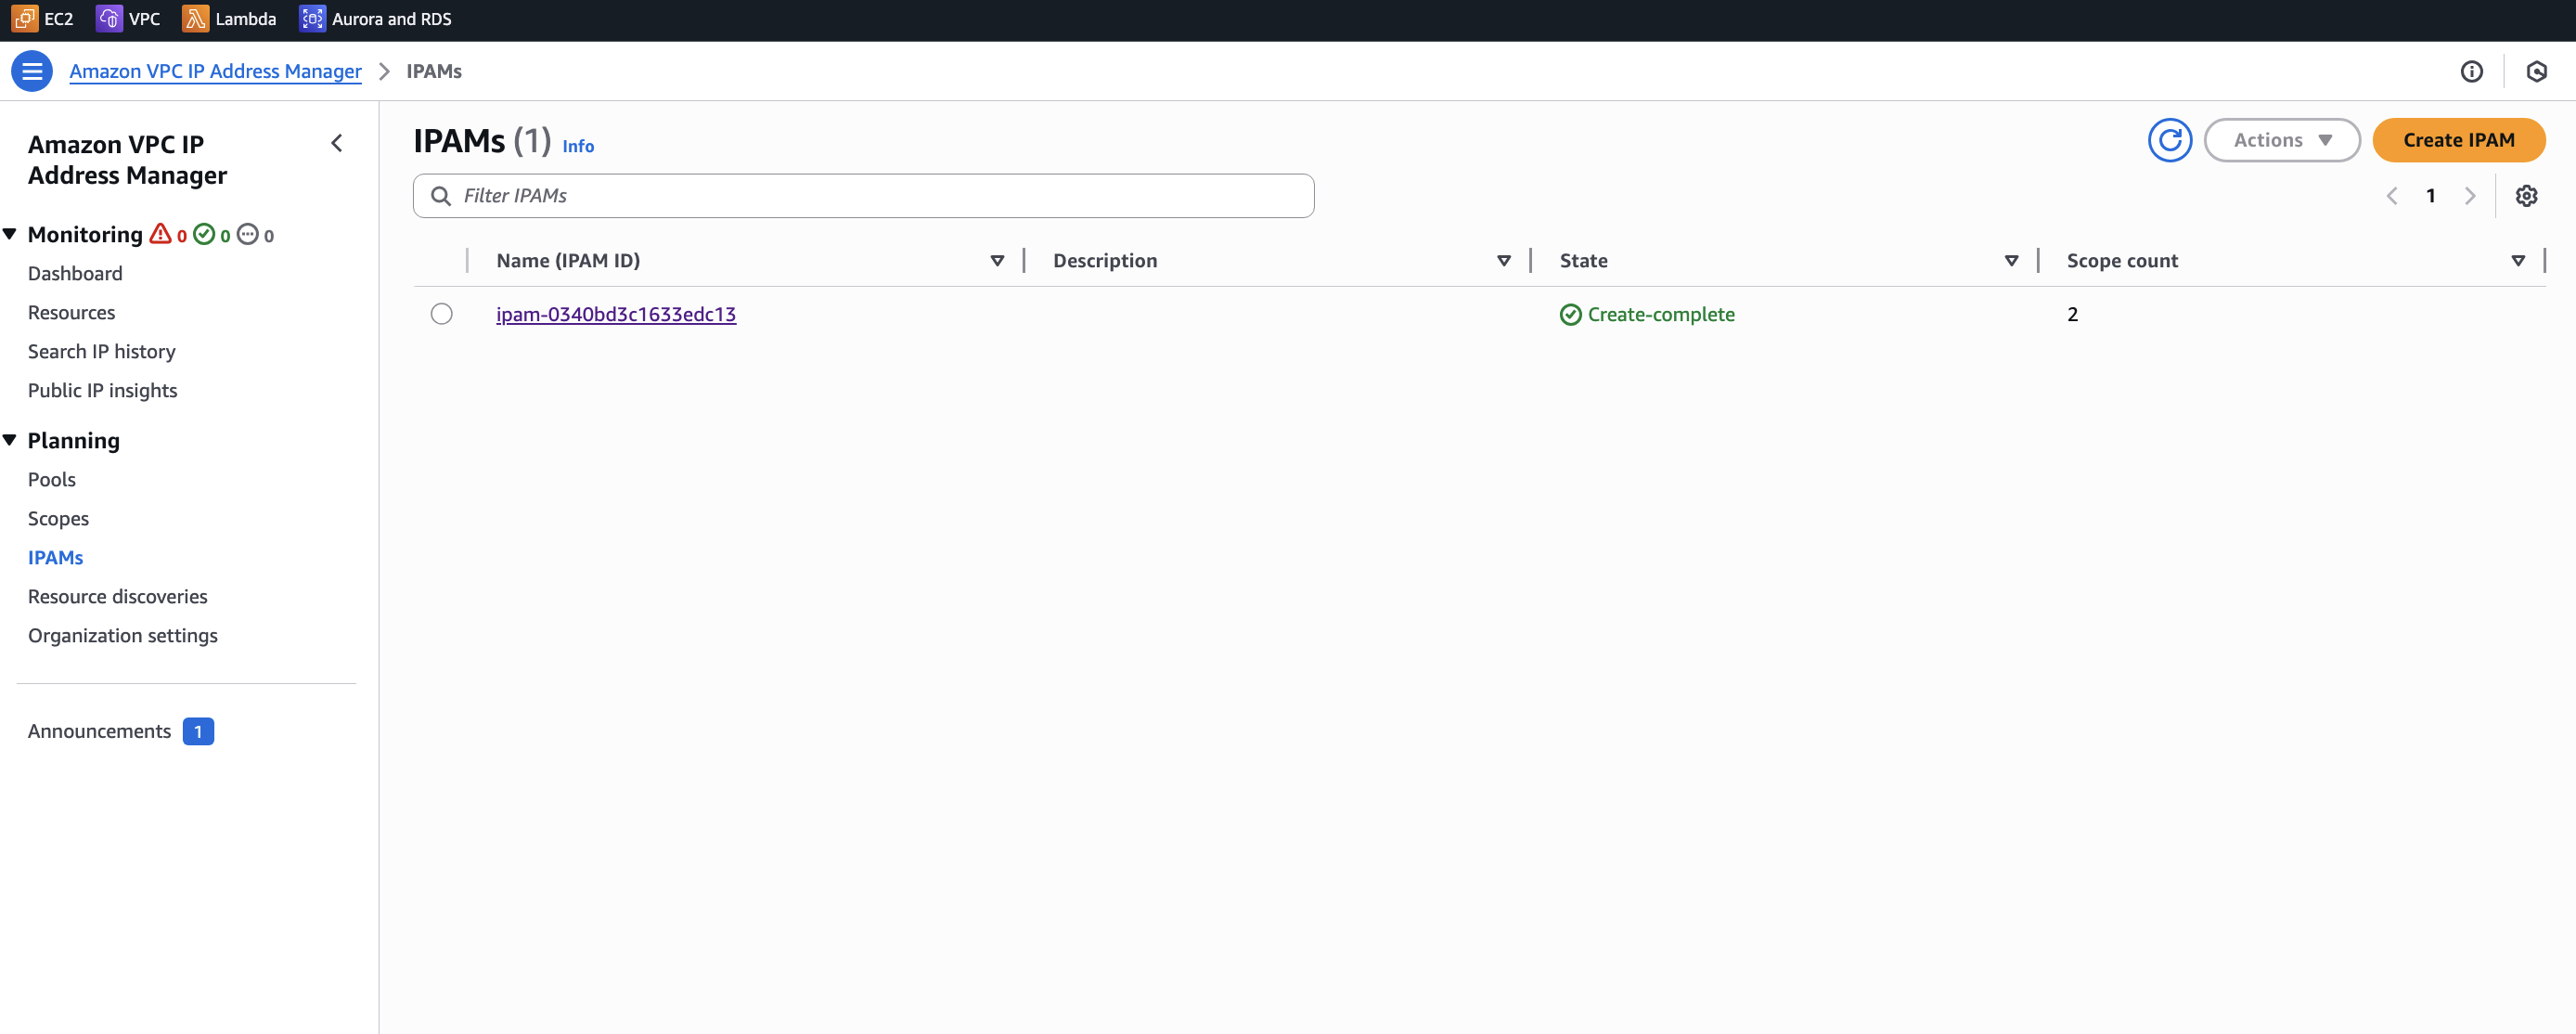 EC2 VPC Lambda Aurora and RDS
Amazon VPC IP Address Manager IPAMs
Amazon VPC IP
Address Manager
Monitoring 0 0 0
Dashboard
Resources
Search IP history
Public IP insights
Planning
Pools
Scopes
IPAMs
Resource discoveries
Organization settings
Announcements 1
IPAMs (1) Info
Actions Create IPAM
Filter IPAMs
1
Name (IPAM ID) Description State Scope count
ipam-0340bd3c1633edc13 Create-complete 2